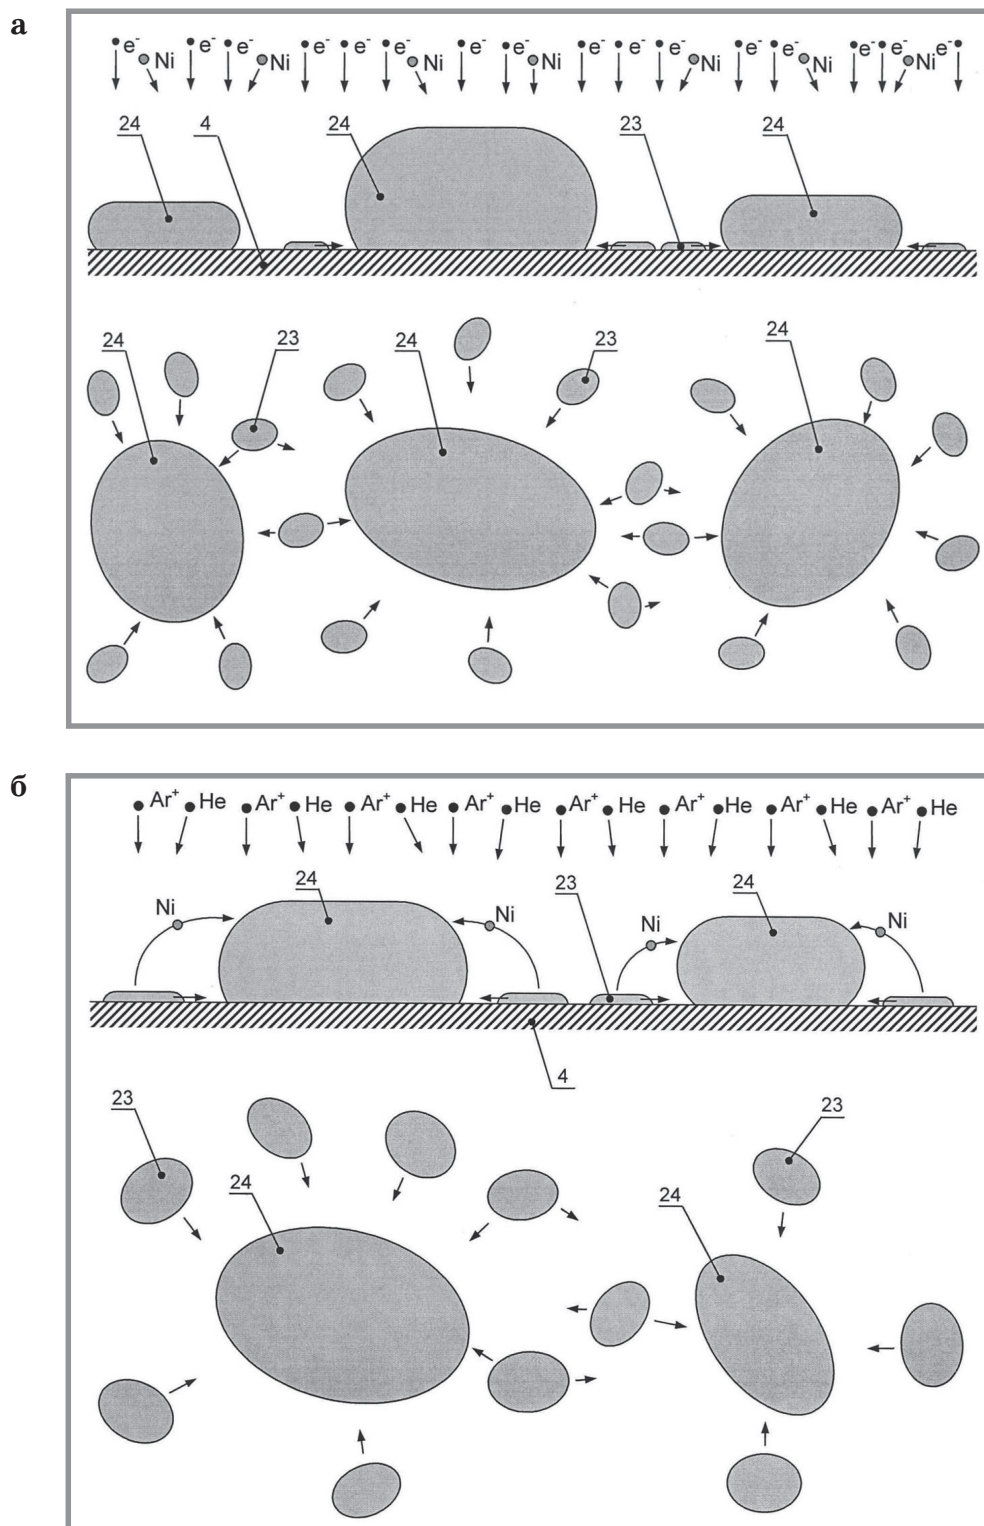 а
e⁻ Ni e⁻ e⁻ Ni e⁻ e⁻ e⁻ Ni e⁻ e⁻ Ni e⁻ e⁻ e⁻ Ni e⁻ e⁻ Ni e⁻ e⁻ Ni e⁻
24 4 24 23 24
24 23 24 23 24
б
Ar⁺ He Ar⁺ He Ar⁺ He Ar⁺ He Ar⁺ He Ar⁺ He Ar⁺ He Ar⁺ He
24 23 24
Ni Ni Ni Ni
4
23 23
24 24